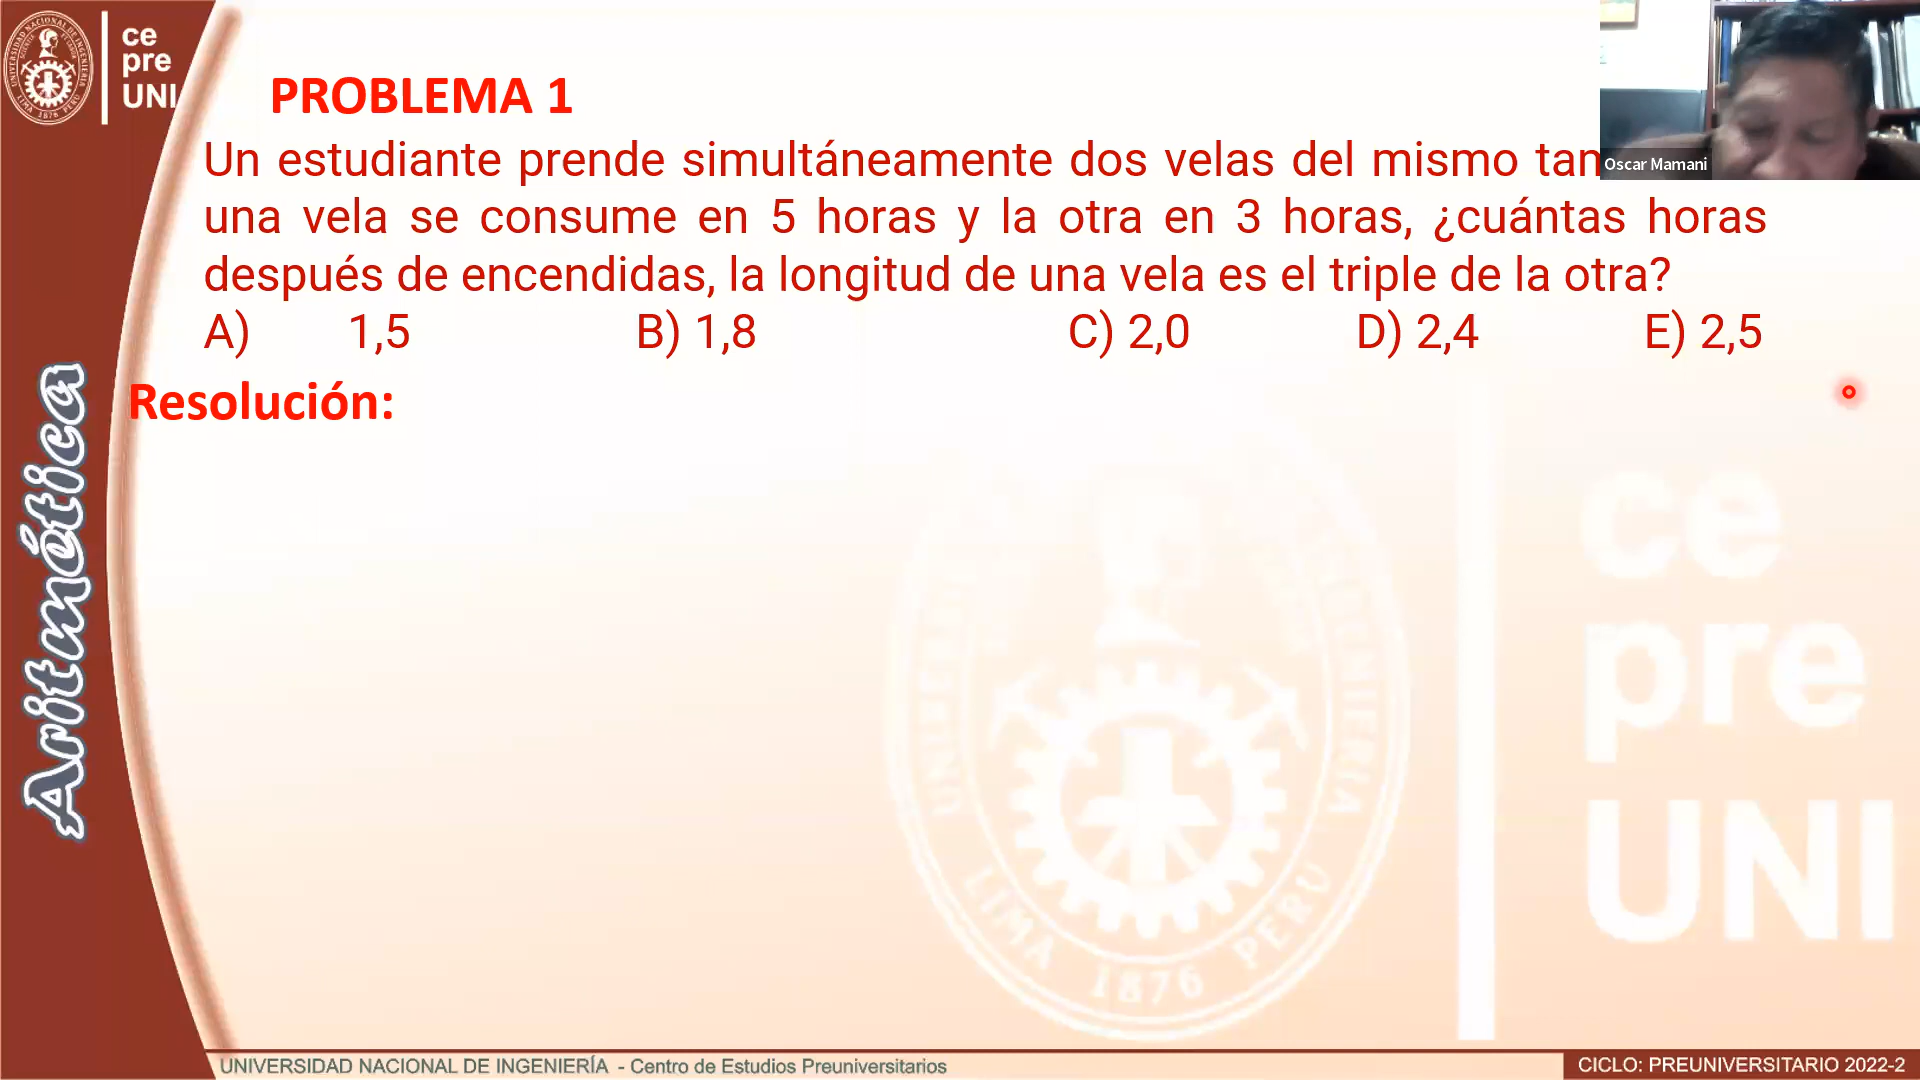 ce
pre
UNI
PROBLEMA 1
Un estudiante prende simultáneamente dos velas del mismo
Oscar Mamani
una vela se consume en 5 horas y la otra en 3 horas, ¿cuántas horas
después de encendidas, la longitud de una vela es el triple de la otra?
A) 1,5 B) 1,8 C) 2,0 D) 2,4 E) 2,5
Resolución:
Aritmética
ce
pre
UNI
LIMA 1876 PERU
UNIVERSIDAD NACIONAL DE INGENIERÍA - Centro de Estudios Preuniversitarios
CICLO: PREUNIVERSITARIO 2022-2